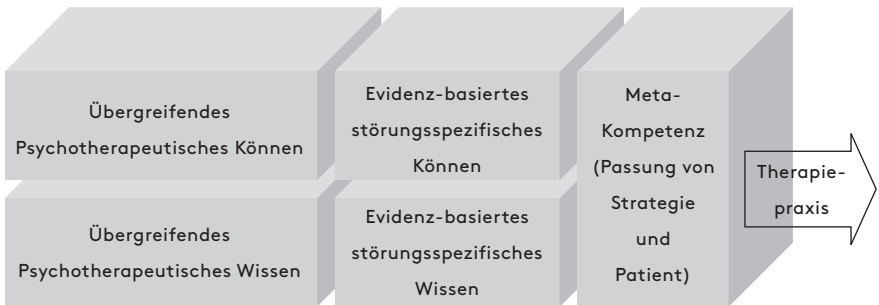 Übergreifendes
Psychotherapeutisches Können
Evidenz-basiertes
störungsspezifisches
Können
Übergreifendes
Psychotherapeutisches Wissen
Evidenz-basiertes
störungsspezifisches
Wissen
Meta-
Kompetenz
(Passung von
Strategie
und
Patient)
Therapie-
praxis